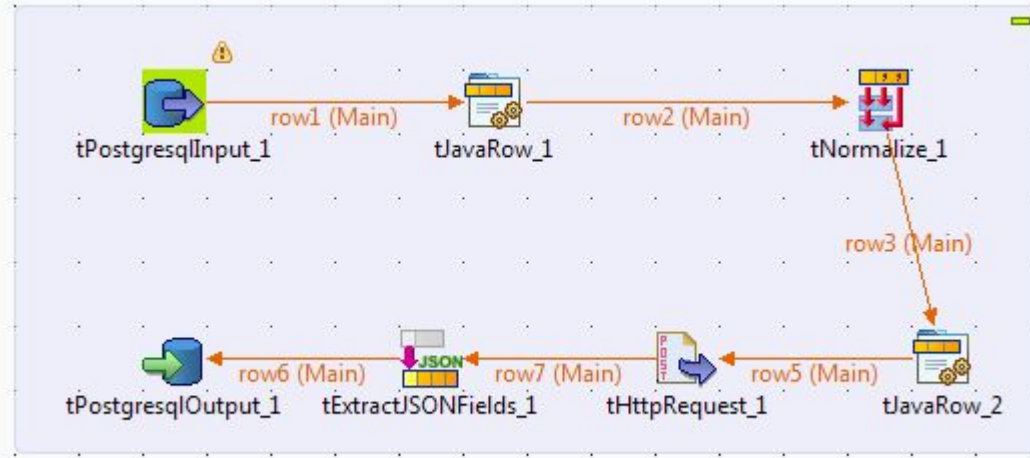 row1 (Main)
row2 (Main)
tPostgresqlInput_1
tJavaRow_1
tNormalize_1
row3 (Main)
POST
JSON
row6 (Main)
row7 (Main)
row5 (Main)
tPostgresqlOutput_1
tExtractJSONFields_1
tHttpRequest_1
tJavaRow_2